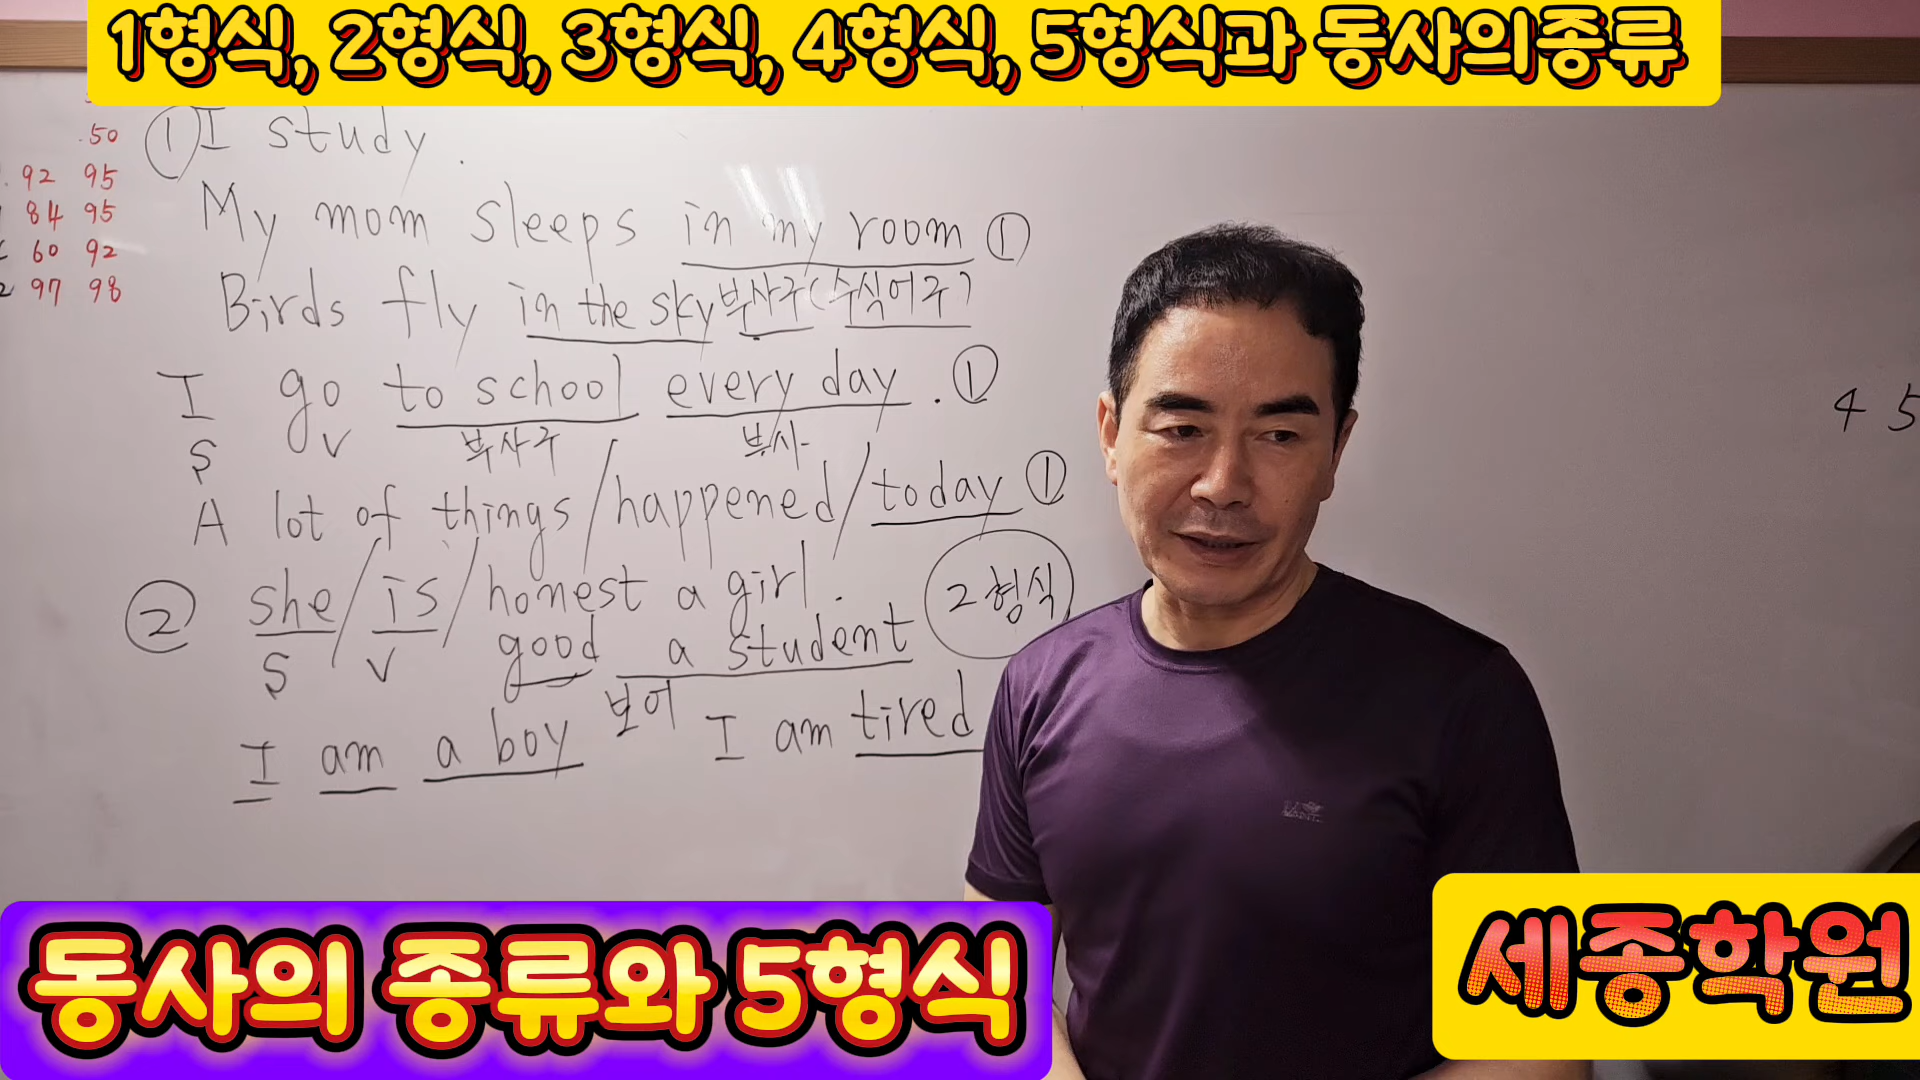 1형식, 2형식, 3형식, 4형식, 5형식과 동사의종류
50
92 95
84 95
60 92
2 97 98
① I study.
My mom sleeps in my room ①
Birds fly in the sky 부사구(수식어구)
I go to school every day. ①
S V 부사구 부사
A lot of things/happened/today ①
② she/is/honest a girl.
good a student
2형식
S V 보어
I am a boy I am tired
4 5
동사의 종류와 5형식
세종학원